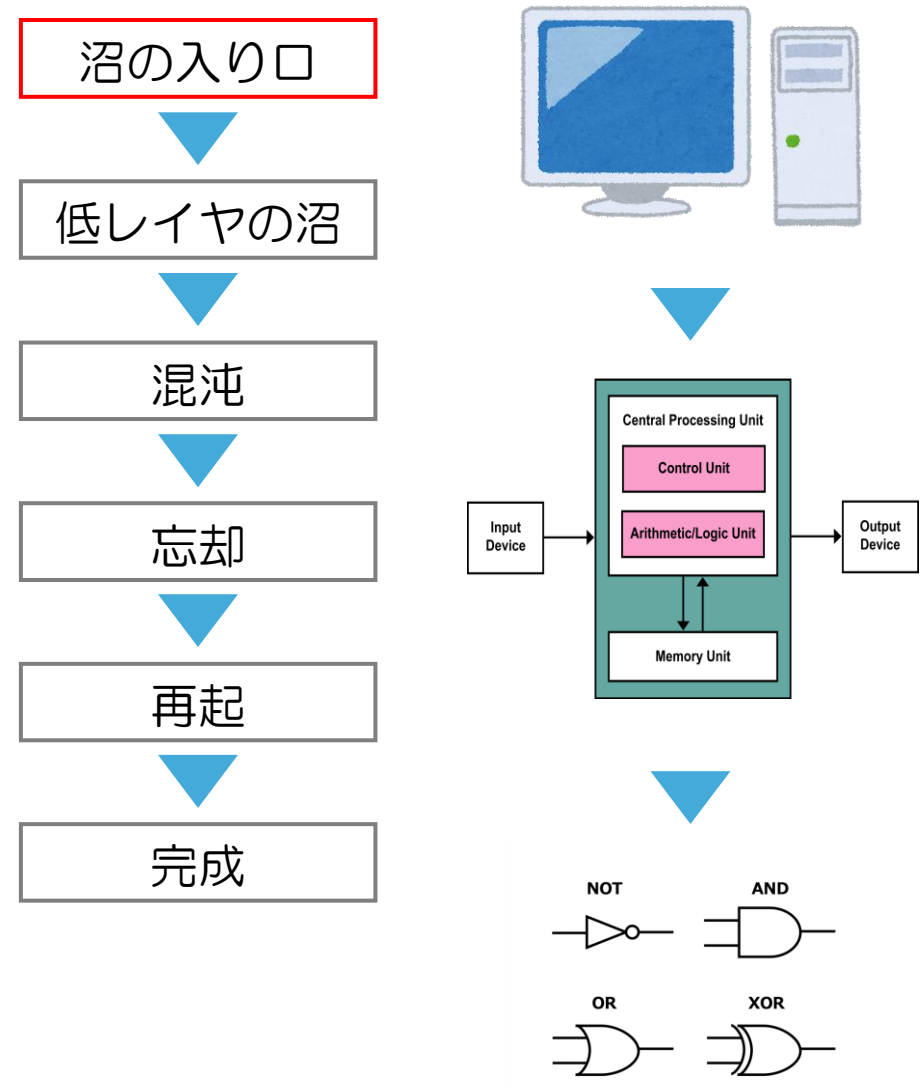 沼の入り口
低レイヤの沼
混沌
忘却
再起
完成
Central Processing Unit
Control Unit
Arithmetic/Logic Unit
Input
Device
Output
Device
Memory Unit
NOT
AND
OR
XOR